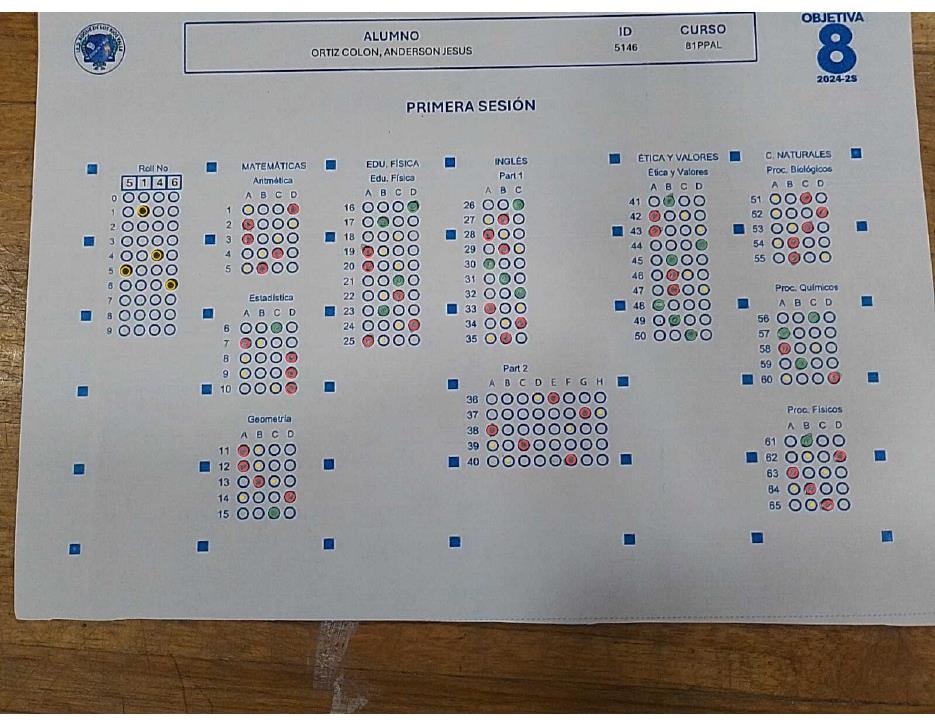 ALUMNO
ORTIZ COLON, ANDERSON JESUS
ID
5146
CURSO
81PPAL
OBJETIVA
8
2024-2S
PRIMERA SESIÓN
Roll No
5 1 4 6
0
1
2
3
4
5
6
7
8
9
MATEMÁTICAS
Aritmética
A B C D
1
2
3
4
5
Estadística
A B C D
6
7
8
9
10
Geometría
A B C D
11
12
13
14
15
EDU. FÍSICA
Edu. Física
A B C D
16
17
18
19
20
21
22
23
24
25
INGLÉS
Part 1
A B C
26
27
28
29
30
31
32
33
34
35
Part 2
A B C D E F G H
36
37
38
39
40
ÉTICA Y VALORES
Ética y Valores
A B C D
41
42
43
44
45
46
47
48
49
50
C. NATURALES
Proc. Biológicos
A B C D
51
52
53
54
55
Proc. Químicos
A B C D
56
57
58
59
60
Proc. Físicos
A B C D
61
62
63
64
65